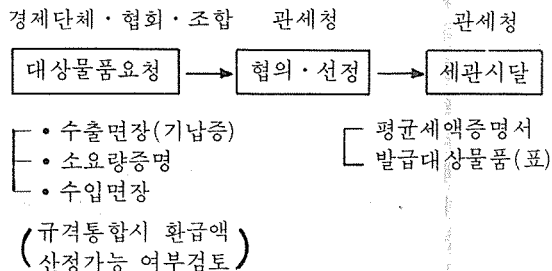 경제단체·협회·조합 관세청 관세청
대상물품요청 협의·선정 세관시달
• 수출면장(기납증) 평균세액증명서
• 소요량증명 발급대상물품(표)
• 수입면장
(규격통합시 환급액
산정가능 여부검토)